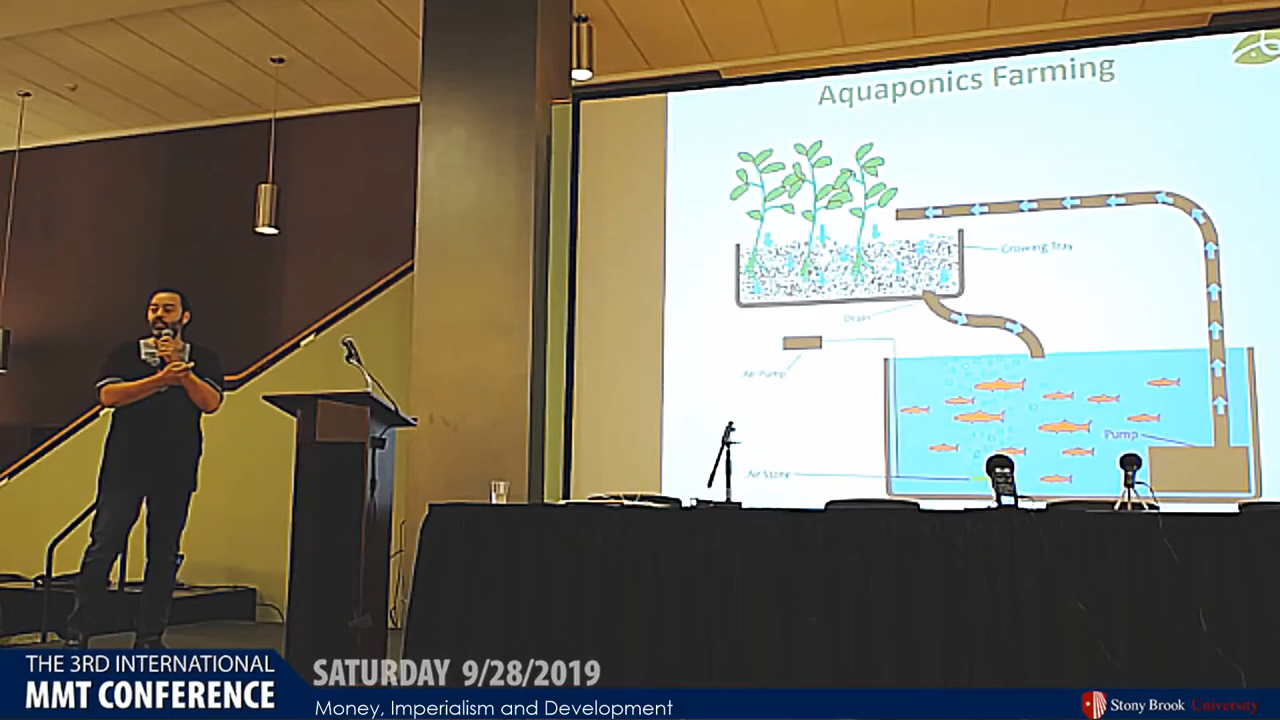 Aquaponics Farming
Growing Tray
Drain
Air Pump
Pump
Air Stone
THE 3RD INTERNATIONAL
MMT CONFERENCE
SATURDAY 9/28/2019
Money, Imperialism and Development
Stony Brook University